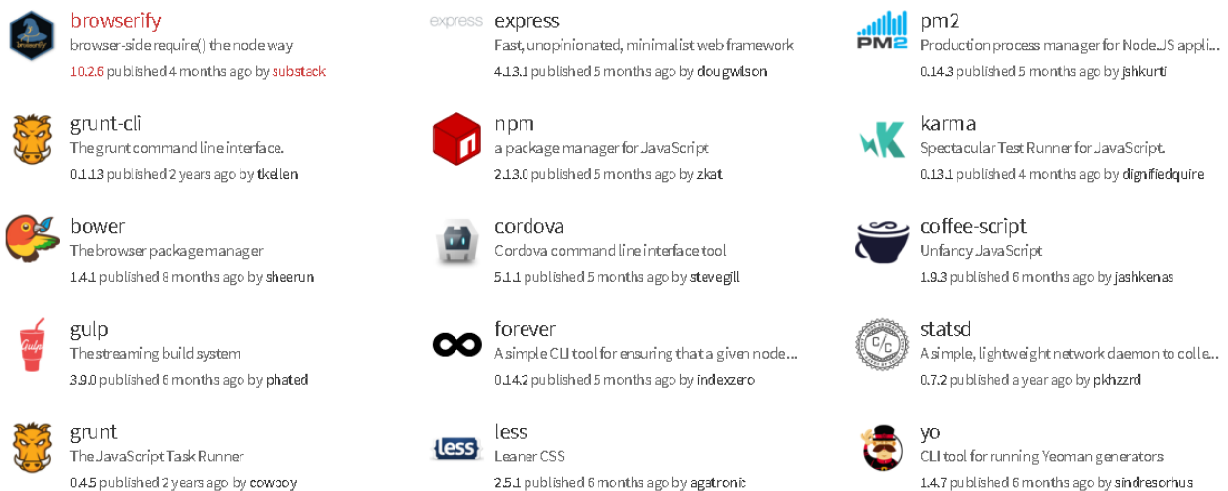 browserify
browser-side require() the node way
10.2.6 published 4 months ago by substack
grunt-cli
The grunt command line interface.
0.1.13 published 2 years ago by tkellen
bower
The browser package manager
1.4.1 published 8 months ago by sheerun
gulp
The streaming build system
3.9.0 published 6 months ago by phated
grunt
The JavaScript Task Runner
0.4.5 published 2 years ago by cowboy
express
express
Fast, unopinionated, minimalist web framework
4.13.1 published 5 months ago by dougwilson
npm
a package manager for JavaScript
2.13.0 published 5 months ago by zkat
cordova
Cordova command line interface tool
5.1.1 published 5 months ago by stevegill
forever
A simple CLI tool for ensuring that a given node...
0.14.2 published 5 months ago by indexzero
less
less
Leaner CSS
2.5.1 published 6 months ago by agatronic
PM2
pm2
Production process manager for Node.JS appli...
0.14.3 published 5 months ago by jshkurti
karma
Spectacular Test Runner for JavaScript.
0.13.1 published 4 months ago by dignifiedquire
coffee-script
Unfancy JavaScript
1.9.3 published 6 months ago by jashkenas
C/C
statsd
A simple, lightweight network daemon to colle...
0.7.2 published a year ago by pkhzzrd
yo
CLI tool for running Yeoman generators
1.4.7 published 6 months ago by sindresorhus